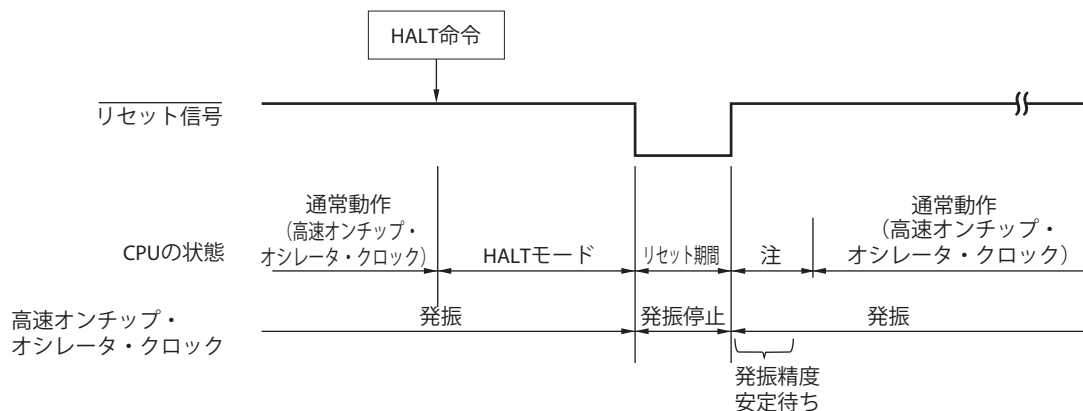 HALT命令
リセット信号
通常動作
（高速オンチップ・
オシレータ・クロック）
CPUの状態
HALTモード
リセット期間
注
通常動作
（高速オンチップ・
オシレータ・クロック）
高速オンチップ・
オシレータ・クロック
発振
発振停止
発振
発振精度
安定待ち